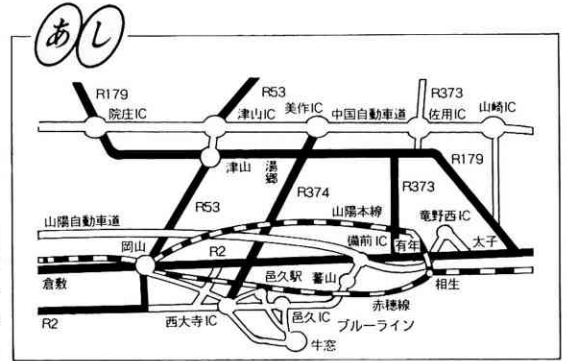 あし
R179
R53
R373
院庄IC
津山IC
美作IC
中国自動車道
佐用IC
山崎IC
津山
湯郷
R179
R53
R374
R373
竜野西IC
山陽自動車道
山陽本線
岡山
R2
備前IC
有年
太子
倉敷
邑久駅
蕃山
相生
R2
西大寺IC
邑久IC
赤穂線
ブルーライン
牛窓